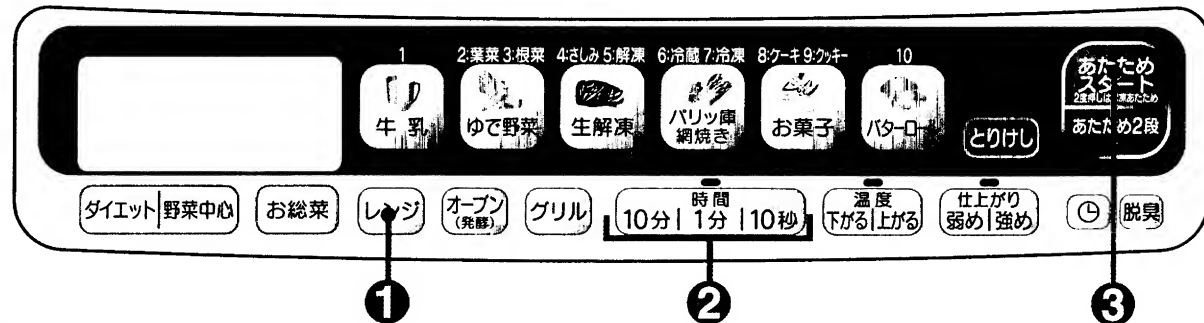 1
2:葉菜 3:根菜
4:さしみ 5:解凍
6:冷蔵 7:冷凍
8:ケーキ 9:クッキー
10
牛乳
ゆで野菜
生解凍
パリッ庫
網焼き
お菓子
バターロール
とりけし
あたため
スタート
あたため2段
ダイエット|野菜中心
お総菜
レンジ
オーブン
(発酵)
グリル
時間
10分|1分|10秒
温度
下がる|上がる
仕上がり
弱め|強め
脱臭
1
2
3